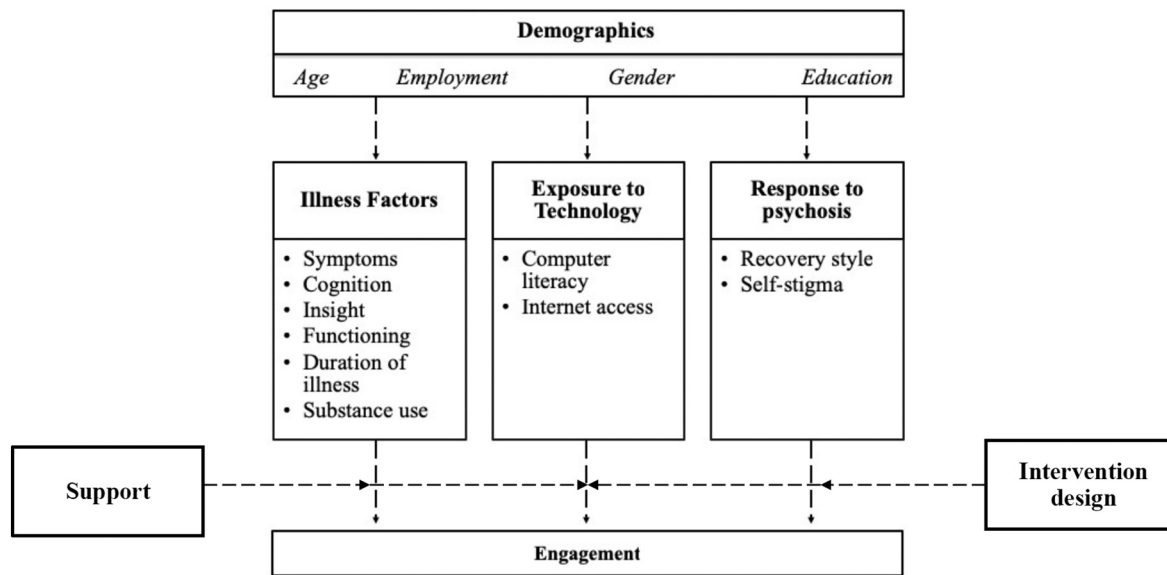 Demographics
Age Employment Gender Education
Illness Factors
• Symptoms
• Cognition
• Insight
• Functioning
• Duration of
illness
• Substance use
Exposure to
Technology
• Computer
literacy
• Internet access
Response to
psychosis
• Recovery style
• Self-stigma
Support
Intervention
design
Engagement